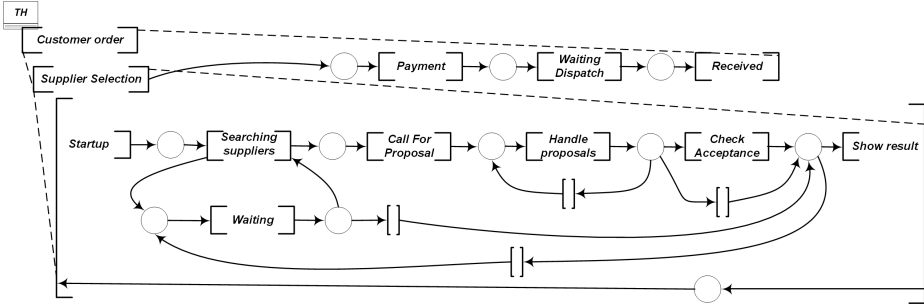 TH
Customer order
Supplier Selection
Payment
Waiting
Dispatch
Received
Startup
Searching
suppliers
Call For
Proposal
Handle
proposals
Check
Acceptance
Show result
Waiting